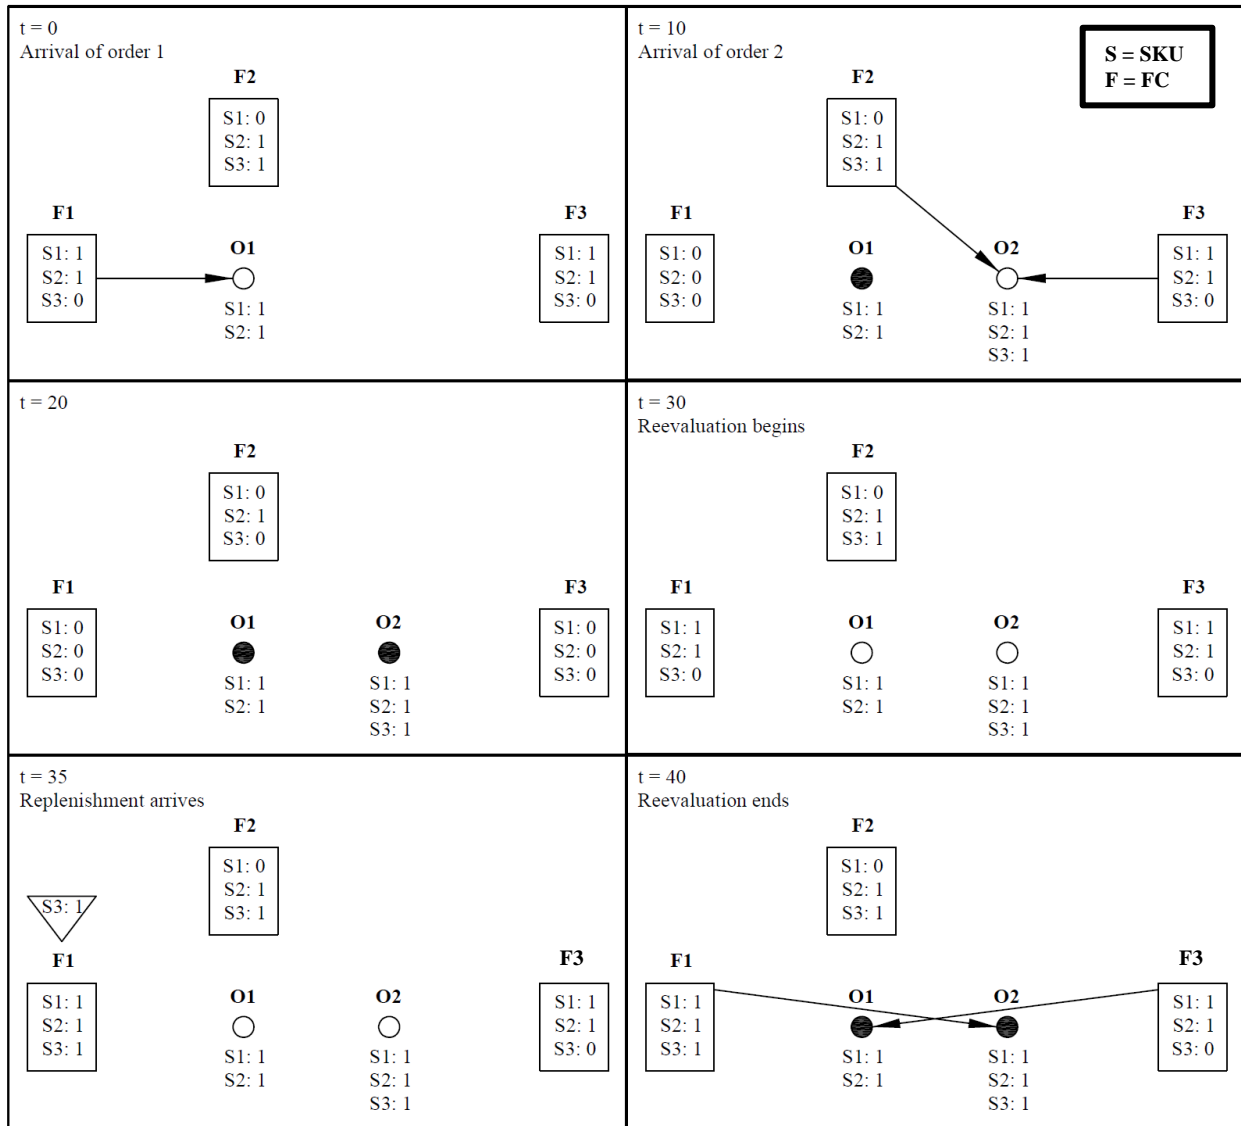 t = 0
Arrival of order 1
F2
S1: 0
S2: 1
S3: 1
F1
S1: 1
S2: 1
S3: 0
O1
S1: 1
S2: 1
F3
S1: 1
S2: 1
S3: 0
t = 10
Arrival of order 2
S = SKU
F = FC
F2
S1: 0
S2: 1
S3: 1
F1
S1: 0
S2: 0
S3: 0
O1
S1: 1
S2: 1
O2
S1: 1
S2: 1
S3: 1
F3
S1: 1
S2: 1
S3: 0
t = 20
F2
S1: 0
S2: 1
S3: 0
F1
S1: 0
S2: 0
S3: 0
O1
S1: 1
S2: 1
O2
S1: 1
S2: 1
S3: 1
F3
S1: 0
S2: 0
S3: 0
t = 30
Reevaluation begins
F2
S1: 0
S2: 1
S3: 1
F1
S1: 1
S2: 1
S3: 0
O1
S1: 1
S2: 1
O2
S1: 1
S2: 1
S3: 1
F3
S1: 1
S2: 1
S3: 0
t = 35
Replenishment arrives
F2
S1: 0
S2: 1
S3: 1
S3: 1
F1
S1: 1
S2: 1
S3: 1
O1
S1: 1
S2: 1
O2
S1: 1
S2: 1
S3: 1
F3
S1: 1
S2: 1
S3: 0
t = 40
Reevaluation ends
F2
S1: 0
S2: 1
S3: 1
F1
S1: 1
S2: 1
S3: 1
O1
S1: 1
S2: 1
O2
S1: 1
S2: 1
S3: 1
F3
S1: 1
S2: 1
S3: 0